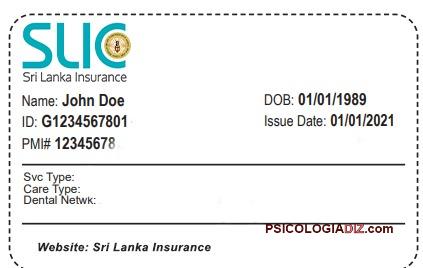 SLIC
Sri Lanka Insurance
Name: John Doe
DOB: 01/01/1989
ID: G1234567801
Issue Date: 01/01/2021
PMI# 12345678
Svc Type:
Care Type:
Dental Netwk:
PSICOLOGIADIZ.com
Website: Sri Lanka Insurance